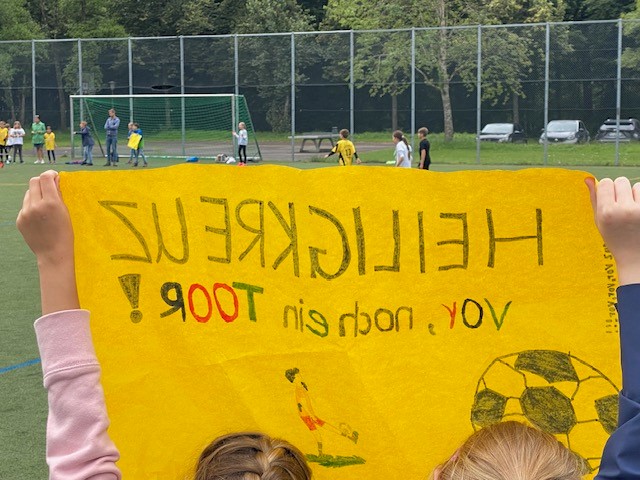 HEILIGKREUZ
VOR, noch ein TOOR!